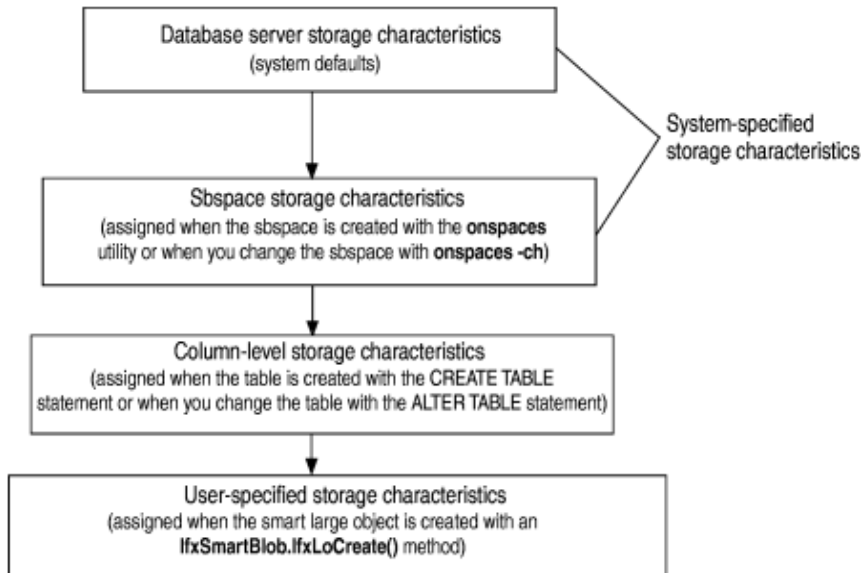 Database server storage characteristics
(system defaults)
System-specified
storage characteristics
Sbspace storage characteristics
(assigned when the sbspace is created with the onspaces
utility or when you change the sbspace with onspaces -ch)
Column-level storage characteristics
(assigned when the table is created with the CREATE TABLE
statement or when you change the table with the ALTER TABLE statement)
User-specified storage characteristics
(assigned when the smart large object is created with an
IfxSmartBlob.IfxLoCreate() method)